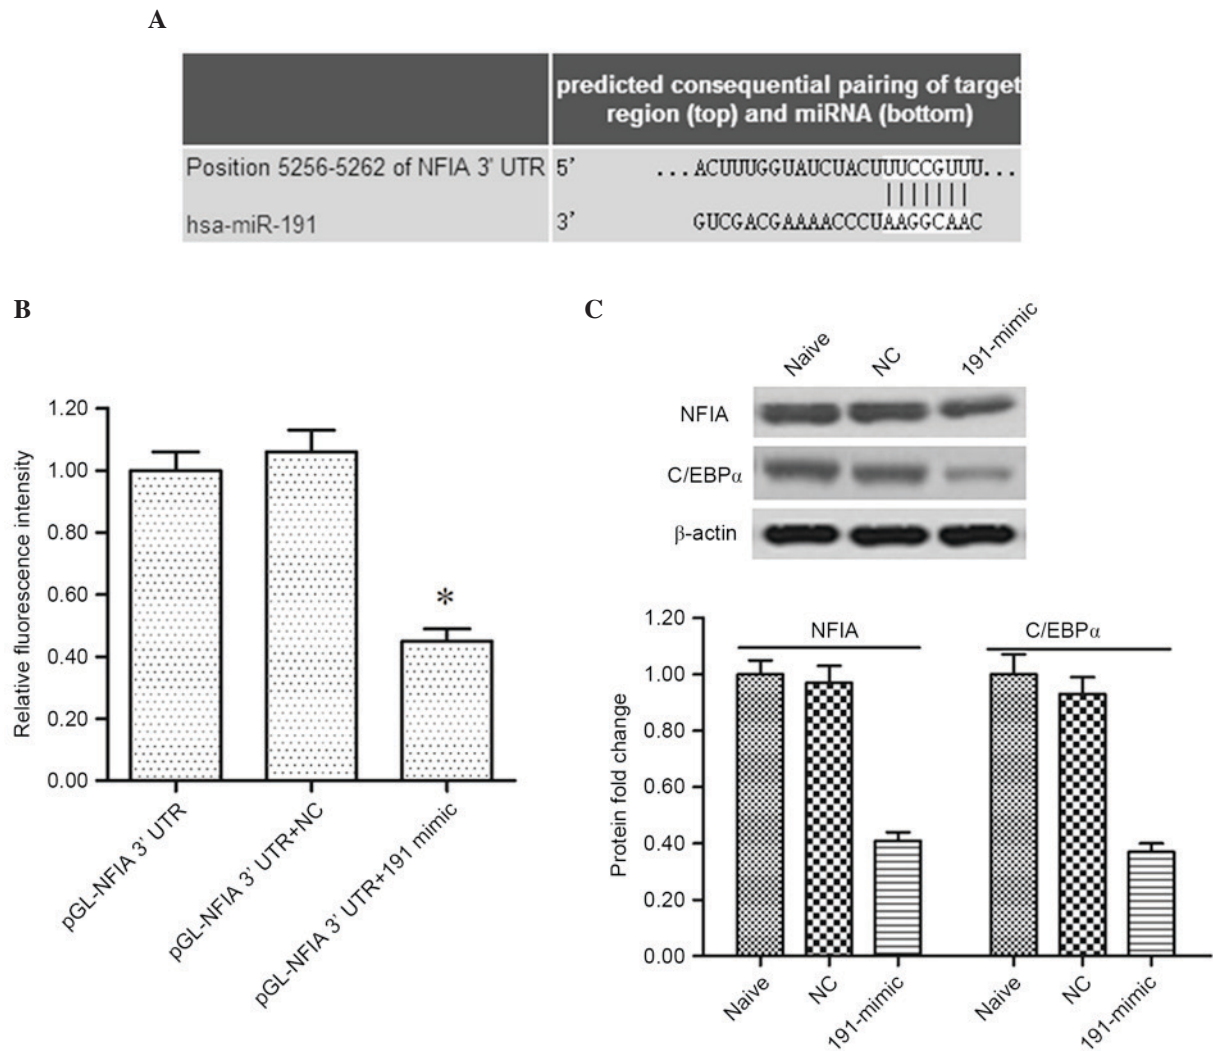 A
predicted consequential pairing of target
region (top) and miRNA (bottom)
Position 5256-5262 of NFIA 3' UTR 5' ...ACUUUGGUAUCUACUUUCCGUUU...
hsa-miR-191 3' GUCGACGAAAACCCUAAGGCAAC
B
Relative fluorescence intensity
1.20
1.00
0.80
0.60
0.40
0.20
0.00
*
pGL-NFIA 3' UTR
pGL-NFIA 3' UTR+NC
pGL-NFIA 3' UTR+191 mimic
C
Naive NC 191-mimic
NFIA
C/EBPα
β-actin
Protein fold change
1.20
1.00
0.80
0.60
0.40
0.20
0.00
NFIA C/EBPα
Naive NC 191-mimic Naive NC 191-mimic